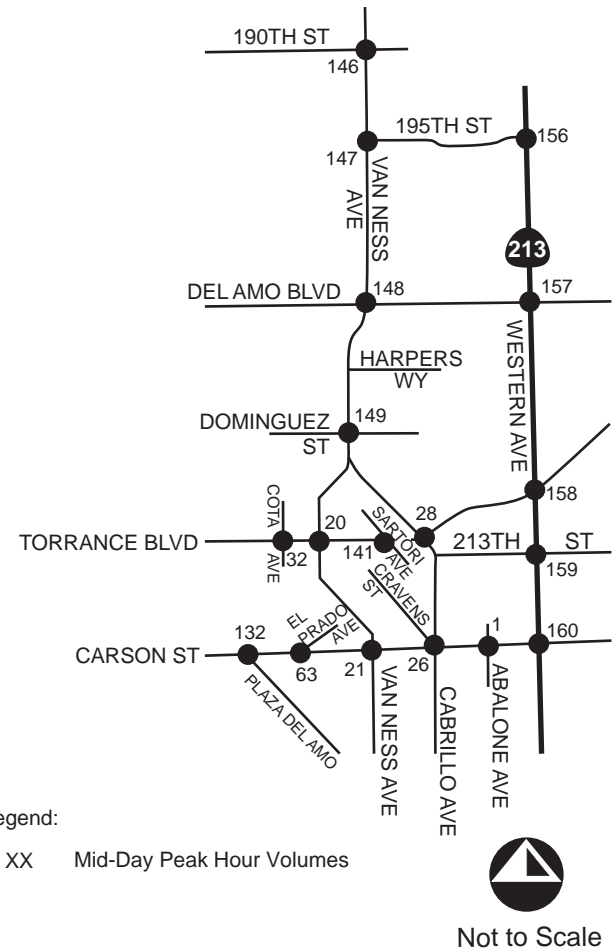 190TH ST
146
195TH ST
156
147
VAN NESS
AVE
213
DEL AMO BLVD
148
157
HARPERS
WY
WESTERN AVE
DOMINGUEZ
ST
149
158
COTA
AVE
20
SARTORI
AVE
28
TORRANCE BLVD
32
141
213TH ST
159
CRAVENS
ST
EL
PRADO
AVE
132
1
160
CARSON ST
63
21
26
PLAZA DEL AMO
VAN NESS AVE
CABRILLO AVE
ABALONE AVE
egend:
XX Mid-Day Peak Hour Volumes
Not to Scale